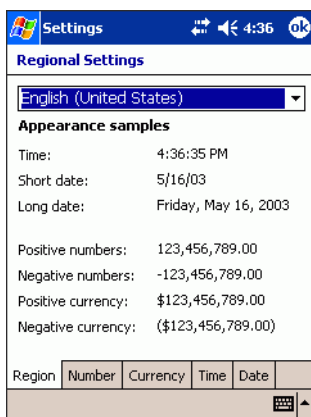 Settings 4:36 ok
Regional Settings
English (United States)
Appearance samples
Time: 4:36:35 PM
Short date: 5/16/03
Long date: Friday, May 16, 2003
Positive numbers: 123,456,789.00
Negative numbers: -123,456,789.00
Positive currency: $123,456,789.00
Negative currency: ($123,456,789.00)
Region Number Currency Time Date